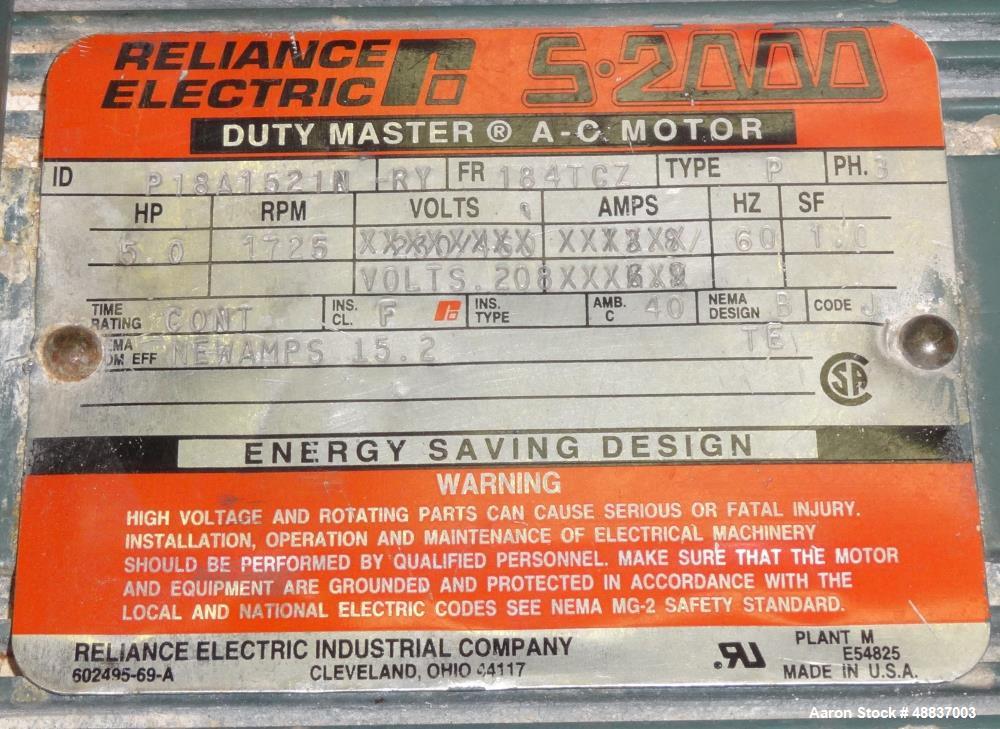 RELIANCE
ELECTRIC
S·2000
DUTY MASTER ® A-C MOTOR
ID P18A1521N RY FR 184TCZ TYPE P PH. 3
HP RPM VOLTS AMPS HZ SF
5.0 1725 60 1.0
VOLTS.208
TIME RATING CONT INS. CL. F INS. TYPE AMB. C 40 NEMA DESIGN B CODE J
EFF NEWAMPS 15.2 TE
SA
ENERGY SAVING DESIGN
WARNING
HIGH VOLTAGE AND ROTATING PARTS CAN CAUSE SERIOUS OR FATAL INJURY.
INSTALLATION, OPERATION AND MAINTENANCE OF ELECTRICAL MACHINERY
SHOULD BE PERFORMED BY QUALIFIED PERSONNEL. MAKE SURE THAT THE MOTOR
AND EQUIPMENT ARE GROUNDED AND PROTECTED IN ACCORDANCE WITH THE
LOCAL AND NATIONAL ELECTRIC CODES SEE NEMA MG-2 SAFETY STANDARD.
RELIANCE ELECTRIC INDUSTRIAL COMPANY
602495-69-A CLEVELAND, OHIO 44117
PLANT M
E54825
MADE IN U.S.A.
Aaron Stock # 48837003